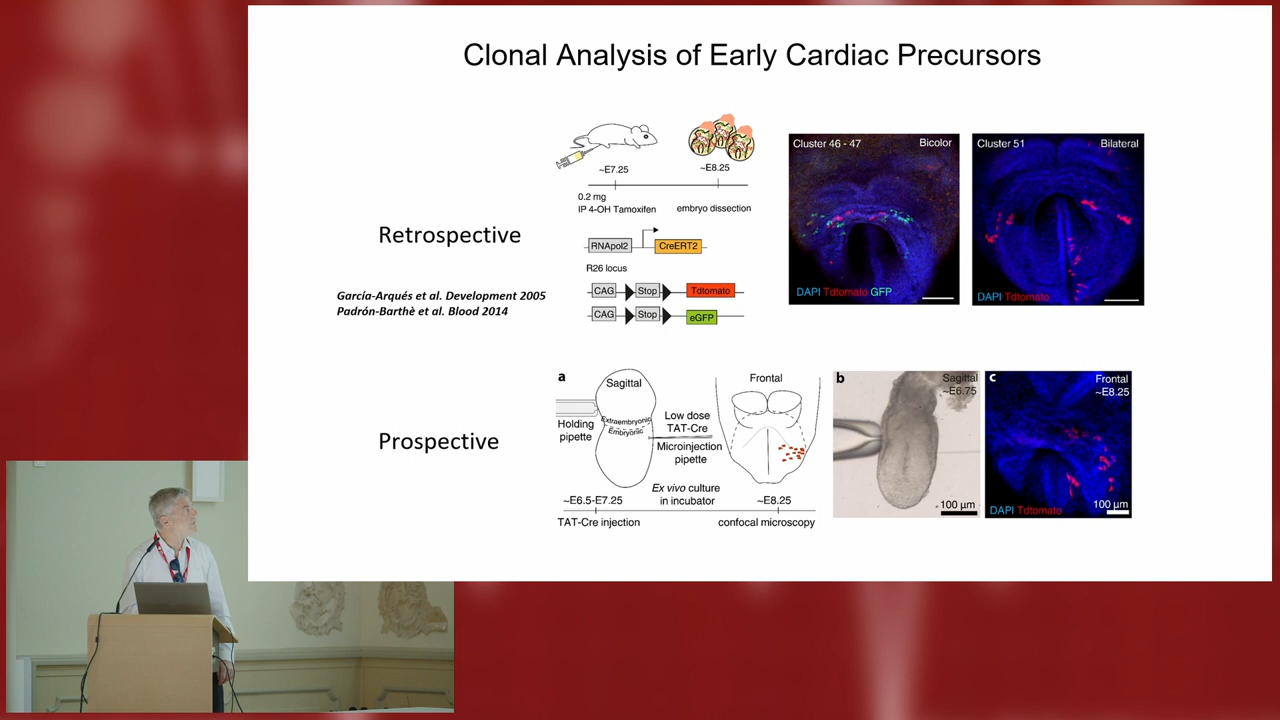 Clonal Analysis of Early Cardiac Precursors
Retrospective
García-Arqués et al. Development 2005
Padrón-Barthè et al. Blood 2014
~E7.25
~E8.25
0.2 mg
IP 4-OH Tamoxifen
embryo dissection
RNApol2
CreERT2
R26 locus
CAG
Stop
Tdtomato
CAG
Stop
eGFP
Cluster 46 - 47
Bicolor
DAPI Tdtomato GFP
Cluster 51
Bilateral
DAPI Tdtomato
Prospective
a
Sagittal
Extraembryonic
Embryonic
Holding
pipette
Low dose
TAT-Cre
Microinjection
pipette
Ex vivo culture
in incubator
Frontal
~E6.5-E7.25
~E8.25
TAT-Cre injection
confocal microscopy
b
Sagittal
~E6.75
100 µm
c
Frontal
~E8.25
DAPI Tdtomato
100 µm